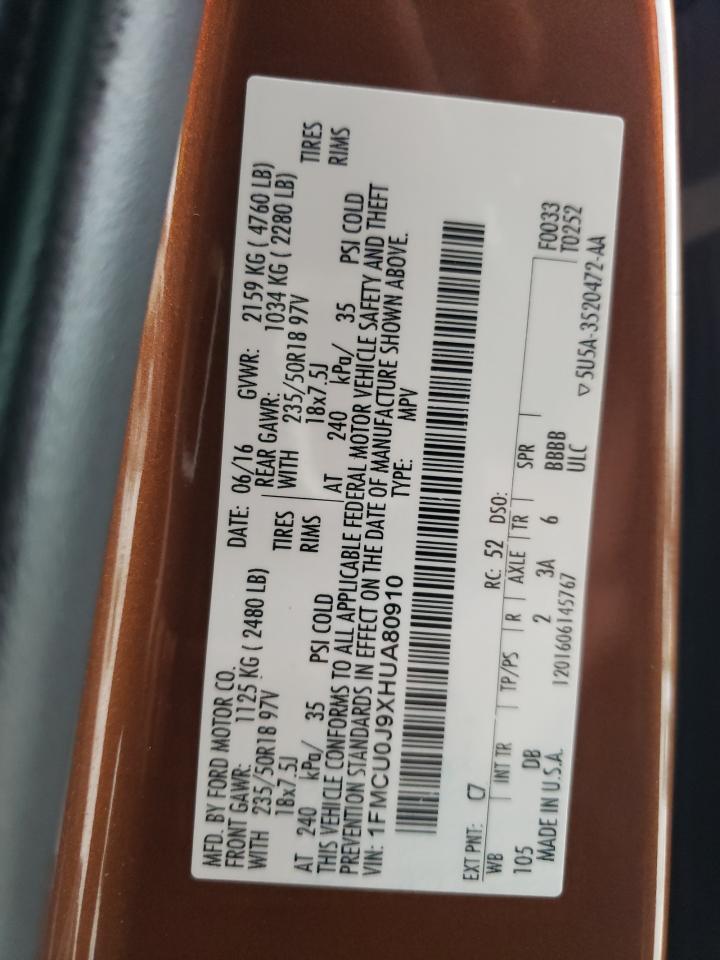 MFD. BY FORD MOTOR CO.
DATE: 06/16 GVWR: 2159 KG ( 4760 LB)
FRONT GAWR: 1125 KG ( 2480 LB) REAR GAWR: 1034 KG ( 2280 LB)
WITH 235/50R18 97V TIRES WITH 235/50R18 97V TIRES
18x7.5J RIMS 18x7.5J RIMS
AT 240 kPa/ 35 PSI COLD AT 240 kPa/ 35 PSI COLD
THIS VEHICLE CONFORMS TO ALL APPLICABLE FEDERAL MOTOR VEHICLE SAFETY AND THEFT
PREVENTION STANDARDS IN EFFECT ON THE DATE OF MANUFACTURE SHOWN ABOVE.
VIN: 1FMCU0J9XHUA80910 TYPE: MPV
EXT PNT: C7 RC: 52 DSO:
WB INT TR TP/PS R AXLE TR SPR F0033
105 DB 2 3A 6 BBBB T0252
MADE IN U.S.A. 1201606145767 ULC
▽5U5A-3520472-AA